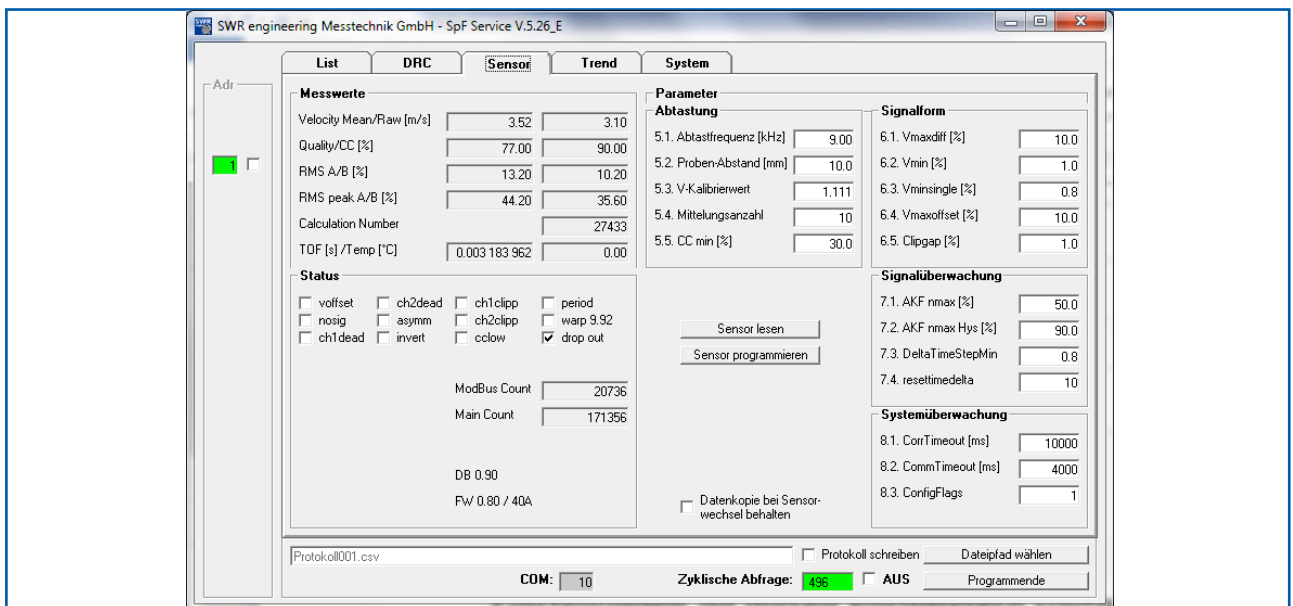 SWR engineering Messtechnik GmbH - SpF Service V.5.26_E
List DRC Sensor Trend System
Adr
1
Messwerte
Velocity Mean/Raw [m/s] 3.52 3.10
Quality/CC [%] 77.00 90.00
RMS A/B [%] 13.20 10.20
RMS peak A/B [%] 44.20 35.60
Calculation Number 27433
TOF [s] /Temp [°C] 0.003 183 962 0.00
Status
voffset ch2dead ch1clipp period
nosig asymm ch2clipp warp 9.92
ch1dead invert cclow drop out
ModBus Count 20736
Main Count 171356
DB 0.90
FW 0.80 / 40A
Parameter
Abtastung
5.1. Abtastfrequenz [kHz] 9.00
5.2. Proben-Abstand [mm] 10.0
5.3. V-Kalibrierwert 1.111
5.4. Mittelungsanzahl 10
5.5. CC min [%] 30.0
Sensor lesen
Sensor programmieren
Datenkopie bei Sensor-
wechsel behalten
Signalform
6.1. Vmaxdiff [%] 10.0
6.2. Vmin [%] 1.0
6.3. Vminsingle [%] 0.8
6.4. Vmaxoffset [%] 10.0
6.5. Clipgap [%] 1.0
Signalüberwachung
7.1. AKF nmax [%] 50.0
7.2. AKF nmax Hys [%] 90.0
7.3. DeltaTimeStepMin 0.8
7.4. resettimedelta 10
Systemüberwachung
8.1. CorrTimeout [ms] 10000
8.2. CommTimeout [ms] 4000
8.3. ConfigFlags 1
Protokoll001.csv Protokoll schreiben Dateipfad wählen
COM: 10 Zyklische Abfrage: 496 AUS Programmende